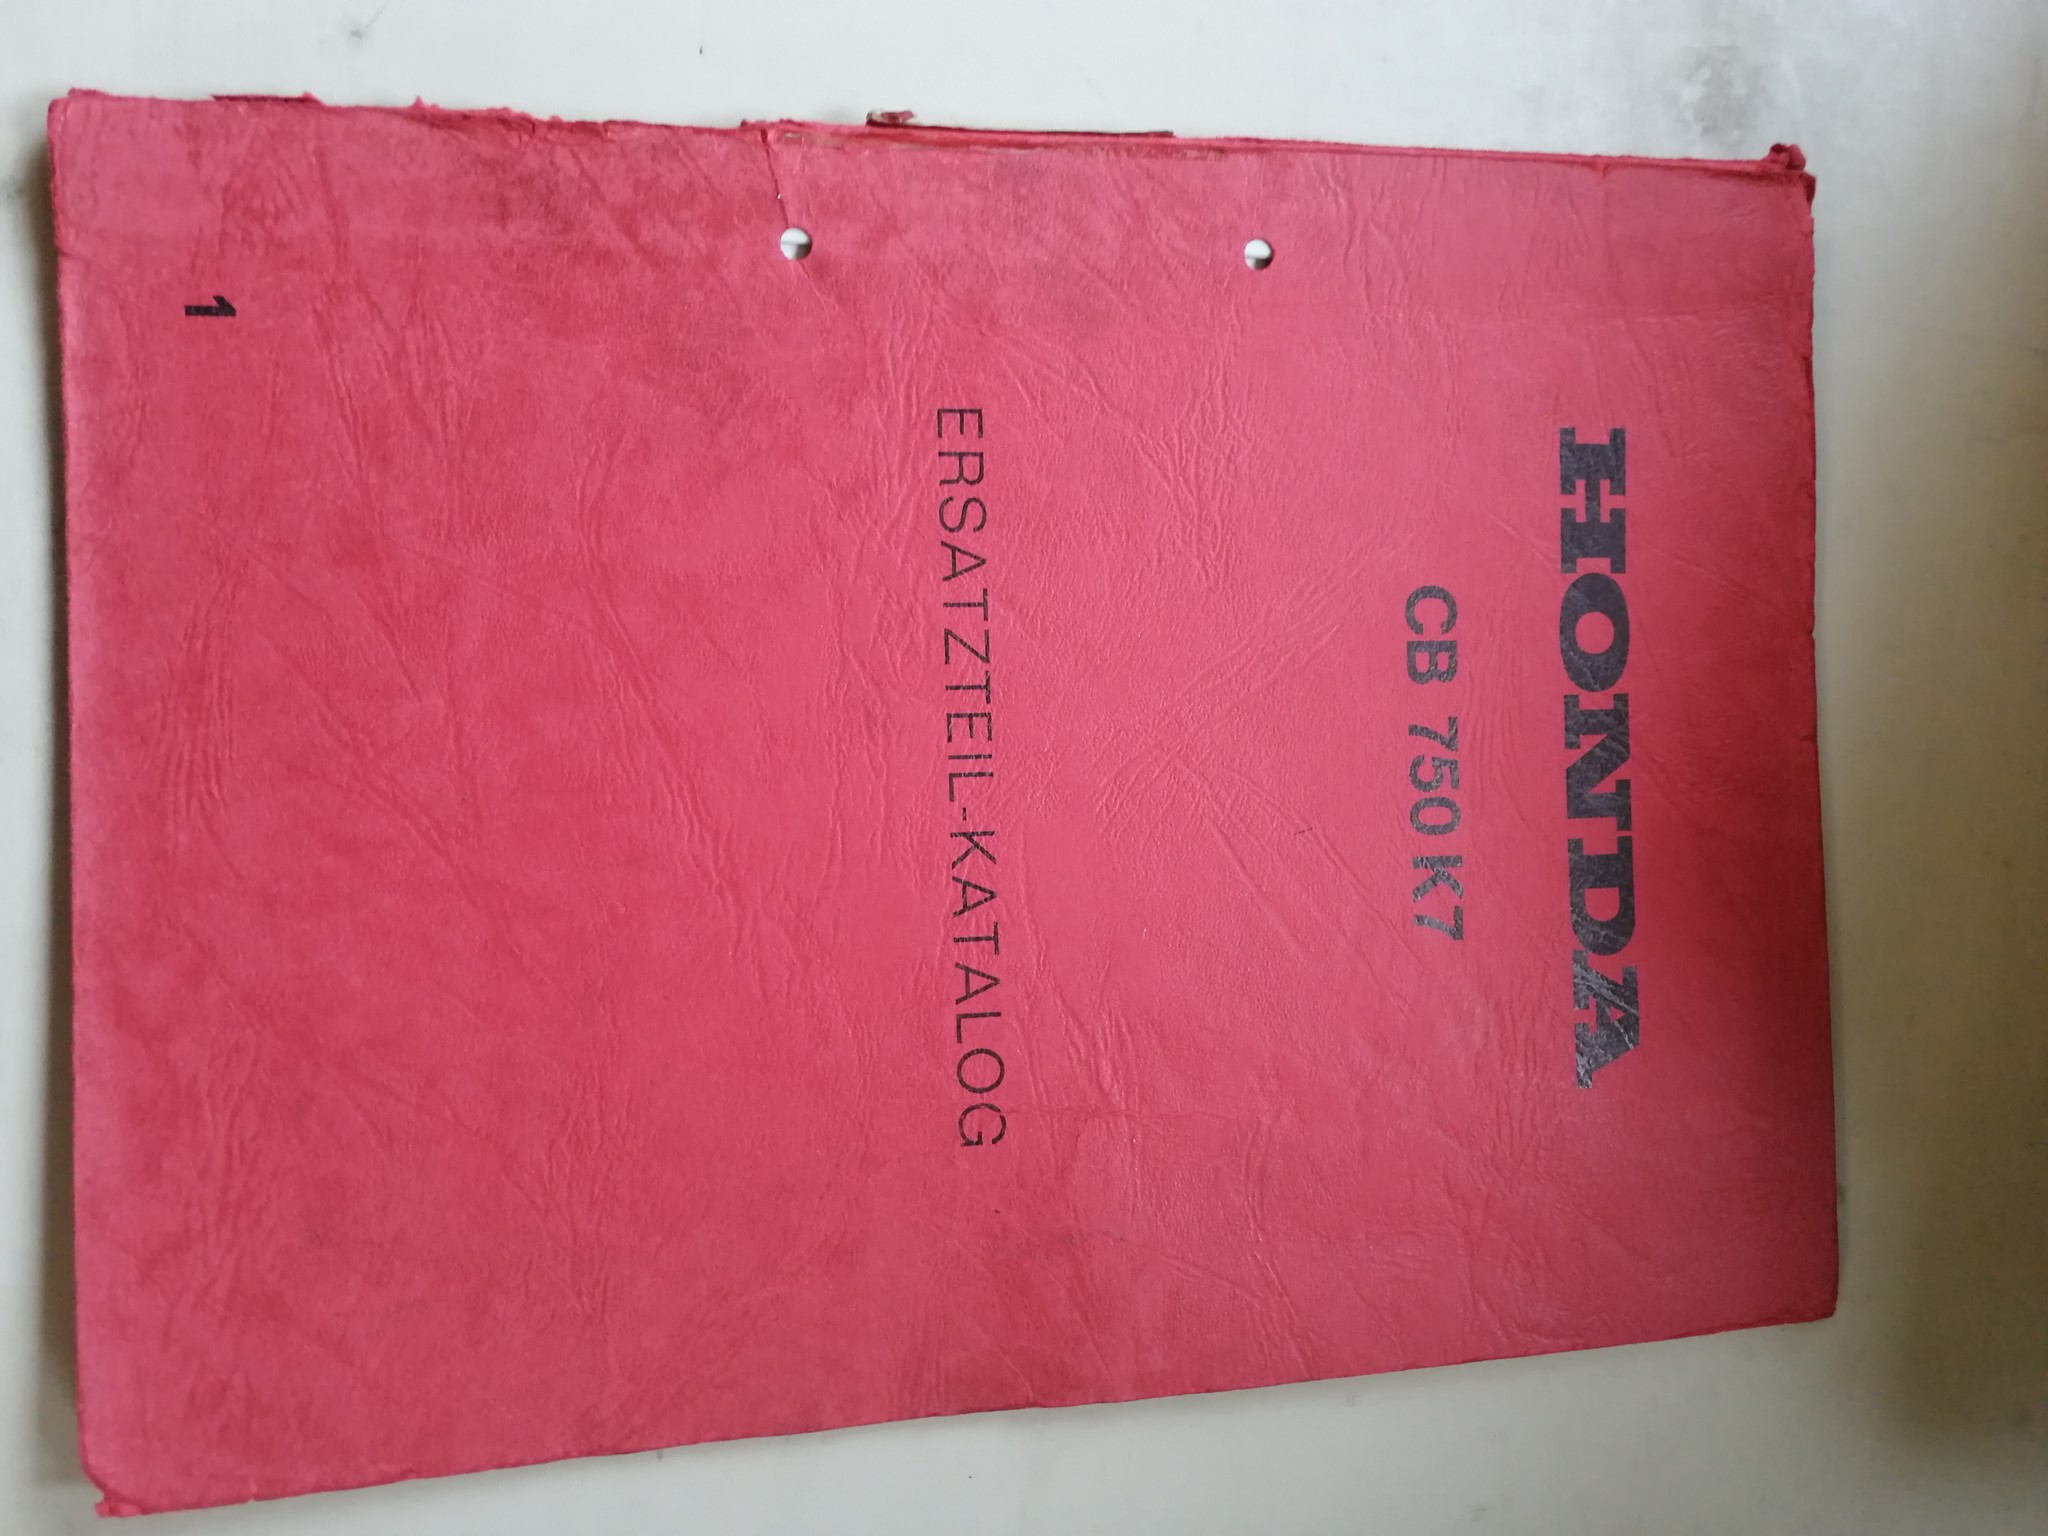 HONDA
CB 750 K7
ERSATZTEIL-KATALOG
1